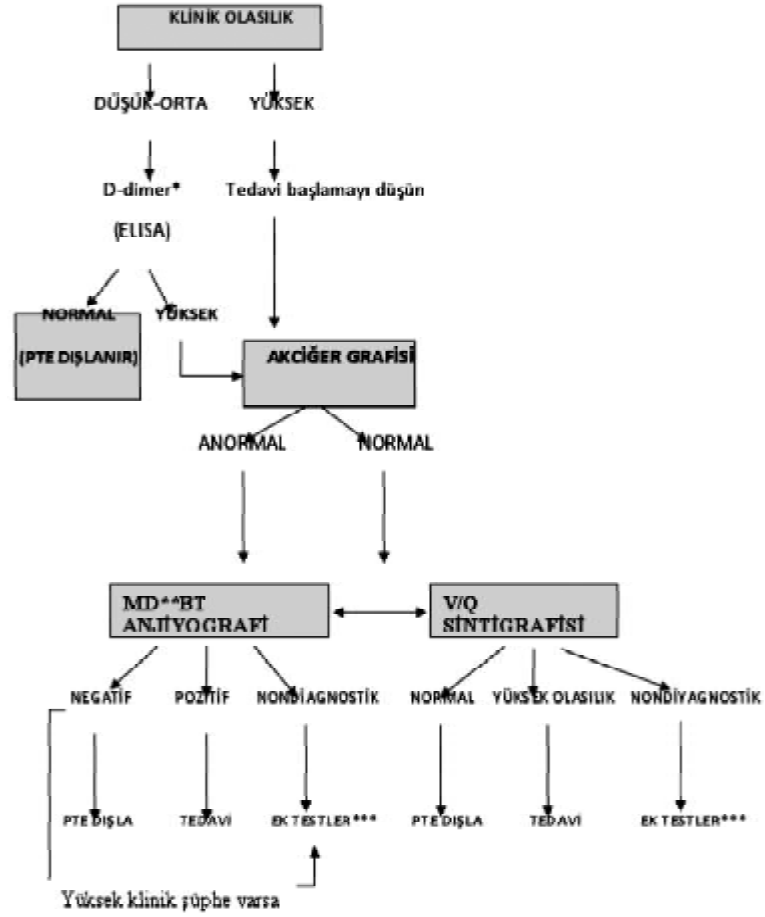 KLİNİK OLASILIK
DÜŞÜK-ORTA YÜKSEK
D-dimer* Tedavi başlamayı düşün
(ELISA)
NORMAL YÜKSEK
(PTE DIŞLANIR) AKCİĞER GRAFİSİ
ANORMAL NORMAL
MD**BT V/Q
ANJİYOGRAFİ SİNTİGRAFİSİ
NEGATİF POZİTİF NONDİAGNOSTİK NORMAL YÜKSEK OLASILIK NONDİYAGNOSTİK
PTE DIŞLA TEDAVİ EK TESTLER*** PTE DIŞLA TEDAVİ EK TESTLER***
Yüksek klinik şüphe varsa